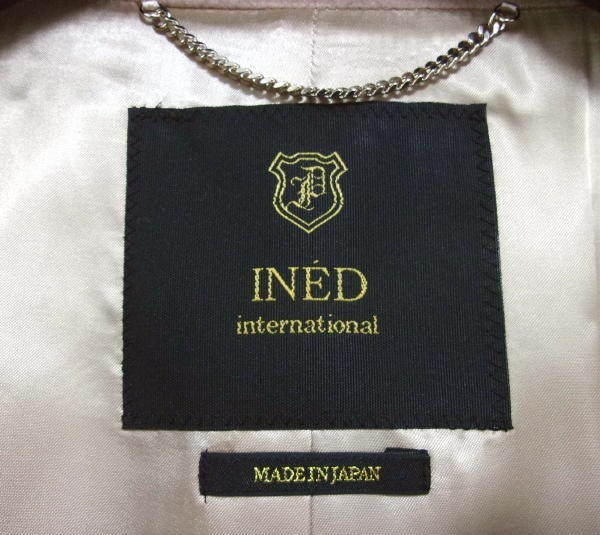 P
INÉD
international
MADE IN JAPAN